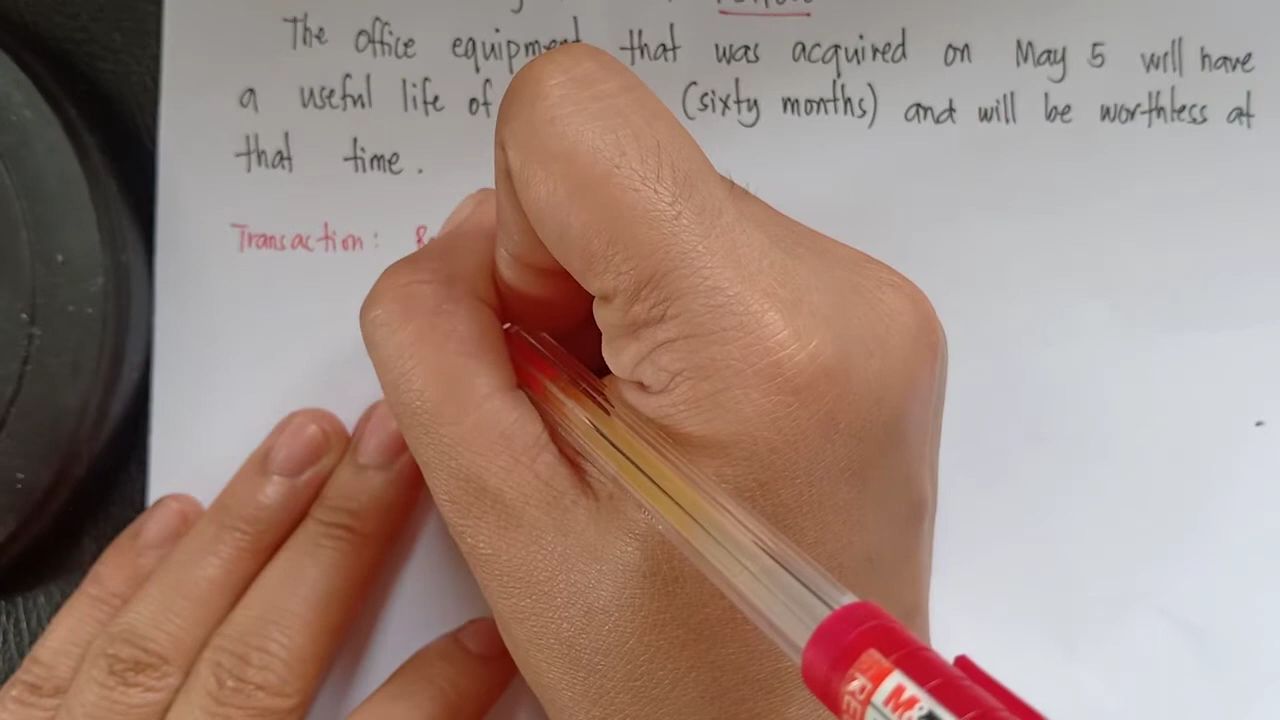 The office equipment that was acquired on May 5 will have
a useful life of (sixty months) and will be worthless at
that time.
Transaction:
M&